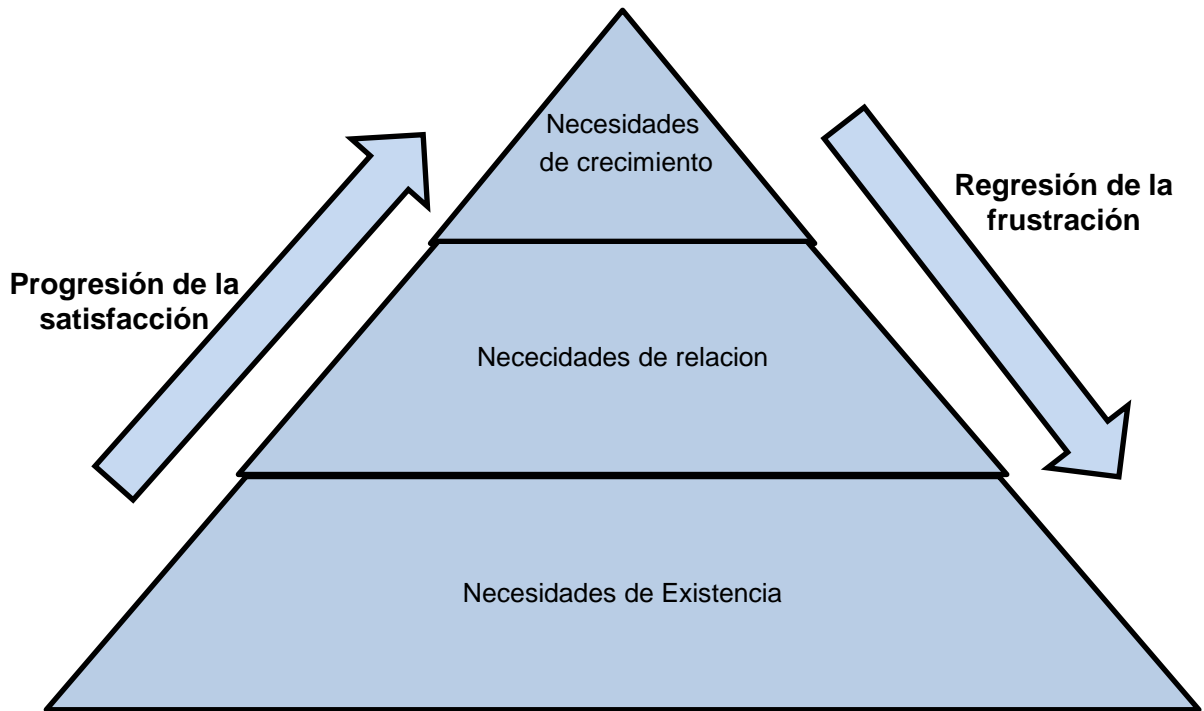 Necesidades
de crecimiento
Regresión de la
frustración
Progresión de la
satisfacción
Nececidades de relacion
Necesidades de Existencia